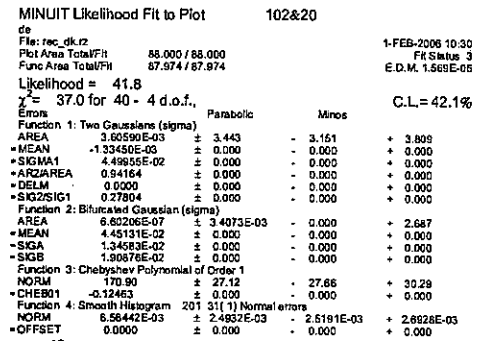 MINUIT Likelihood Fit to Plot 102&20
de
File: rec_dk.rz 1-FEB-2006 10:30
Plot Area Total/Fit 88.000 / 88.000 Fit Status 3
Func Area Total/Fit 87.974 / 87.974 E.D.M. 1.569E-05
Likelihood = 41.8
χ²= 37.0 for 40 - 4 d.o.f., C.L.= 42.1%
Errors Parabolic Minos
Function 1: Two Gaussians (sigma)
AREA 3.60590E-03 ± 3.443 - 3.151 + 3.809
*MEAN -1.33450E-03 ± 0.000 - 0.000 + 0.000
*SIGMA1 4.49955E-02 ± 0.000 - 0.000 + 0.000
*AR2/AREA 0.94164 ± 0.000 - 0.000 + 0.000
*DELM 0.0000 ± 0.000 - 0.000 + 0.000
*SIG2/SIG1 0.27804 ± 0.000 - 0.000 + 0.000
Function 2: Bifurcated Gaussian (sigma)
AREA 6.60206E-07 ± 3.4073E-03 - 0.000 + 2.687
*MEAN 4.45131E-02 ± 0.000 - 0.000 + 0.000
*SIGA 1.34583E-02 ± 0.000 - 0.000 + 0.000
*SIGB 1.90876E-02 ± 0.000 - 0.000 + 0.000
Function 3: Chebyshev Polynomial of Order 1
NORM 170.90 ± 27.12 - 27.66 + 30.29
*CHEB01 -0.12463 ± 0.000 - 0.000 + 0.000
Function 4: Smooth Histogram 201 31( 1) Normal errors
NORM 6.56442E-03 ± 2.4932E-03 - 2.5191E-03 + 2.6928E-03
*OFFSET 0.0000 ± 0.000 - 0.000 + 0.000